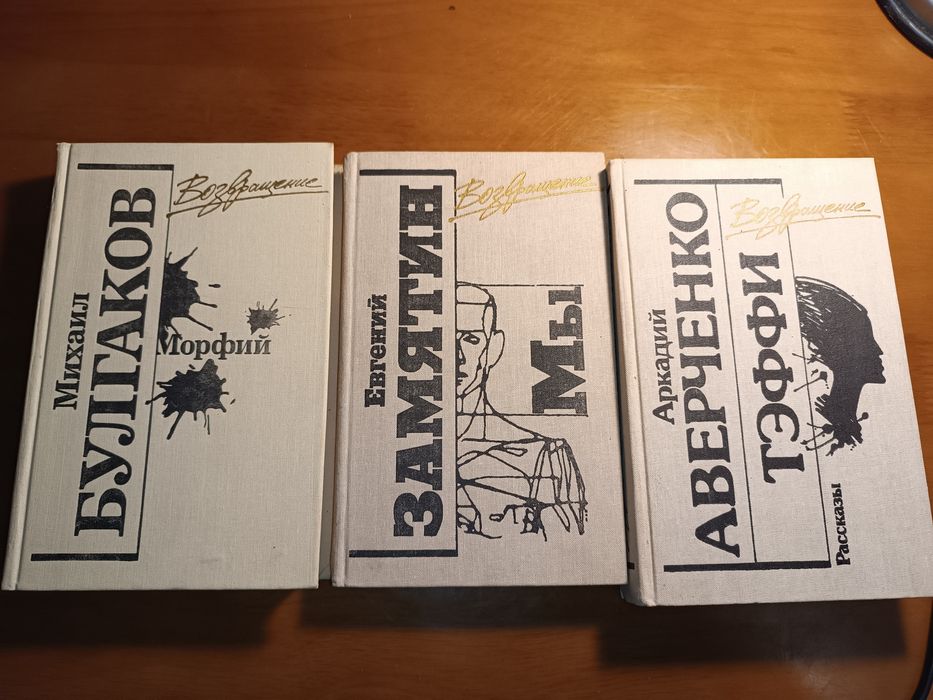 Михаил
БУЛГАКОВ
Возвращение
Морфий
Евгений
ЗАМЯТИН
Возвращение
Мы
Аркадий
АВЕРЧЕНКО
ТЭФФИ
Возвращение
Рассказы